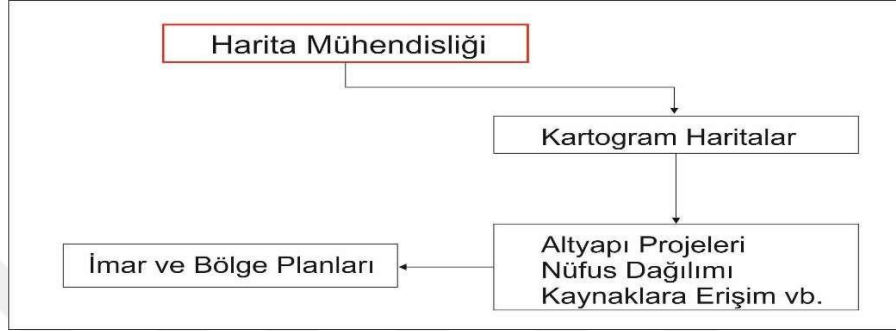 Harita Mühendisliği
Kartogram Haritalar
Altyapı Projeleri
Nüfus Dağılımı
Kaynaklara Erişim vb.
İmar ve Bölge Planları